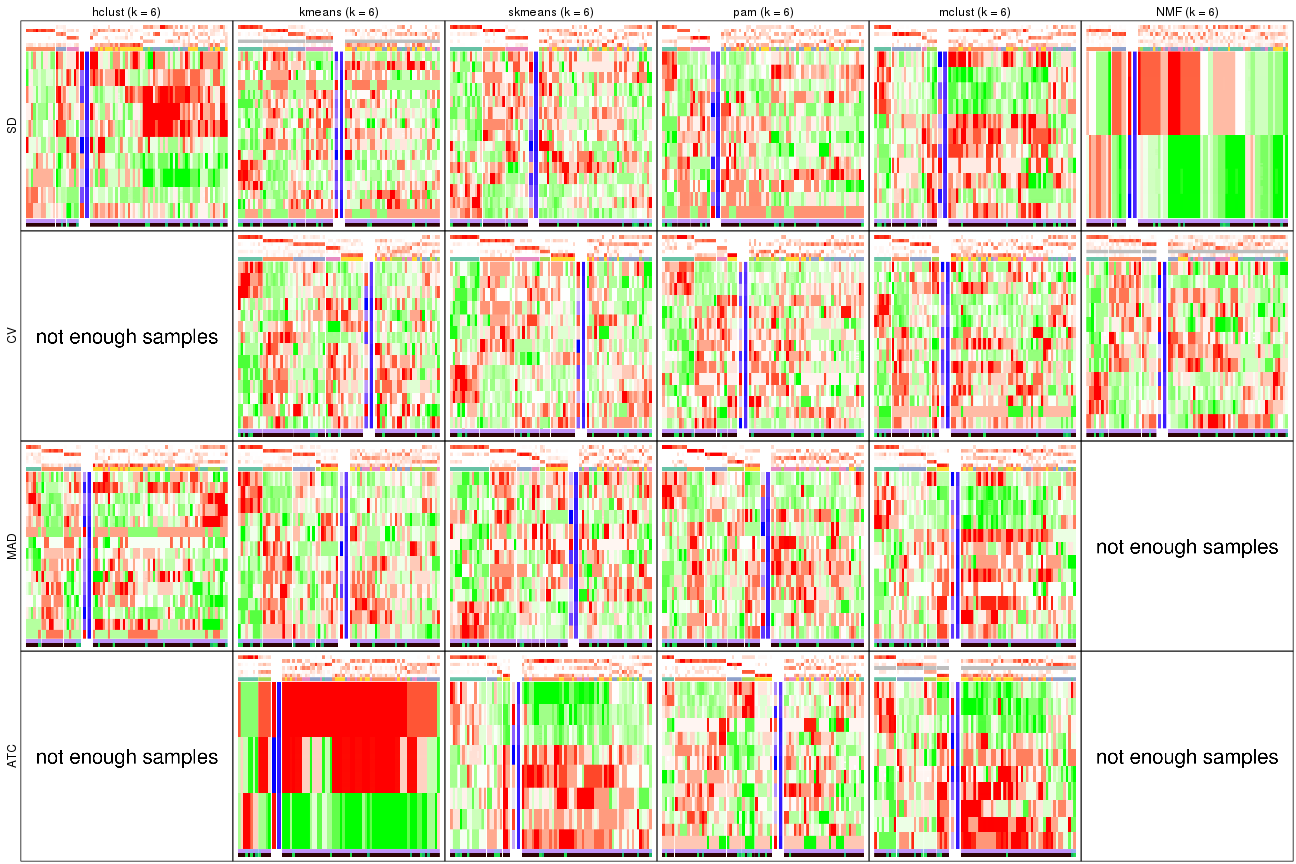 hclust (k = 6) kmeans (k = 6) skmeans (k = 6) pam (k = 6) mclust (k = 6) NMF (k = 6)
SD
CV
not enough samples
MAD
not enough samples
ATC
not enough samples
not enough samples